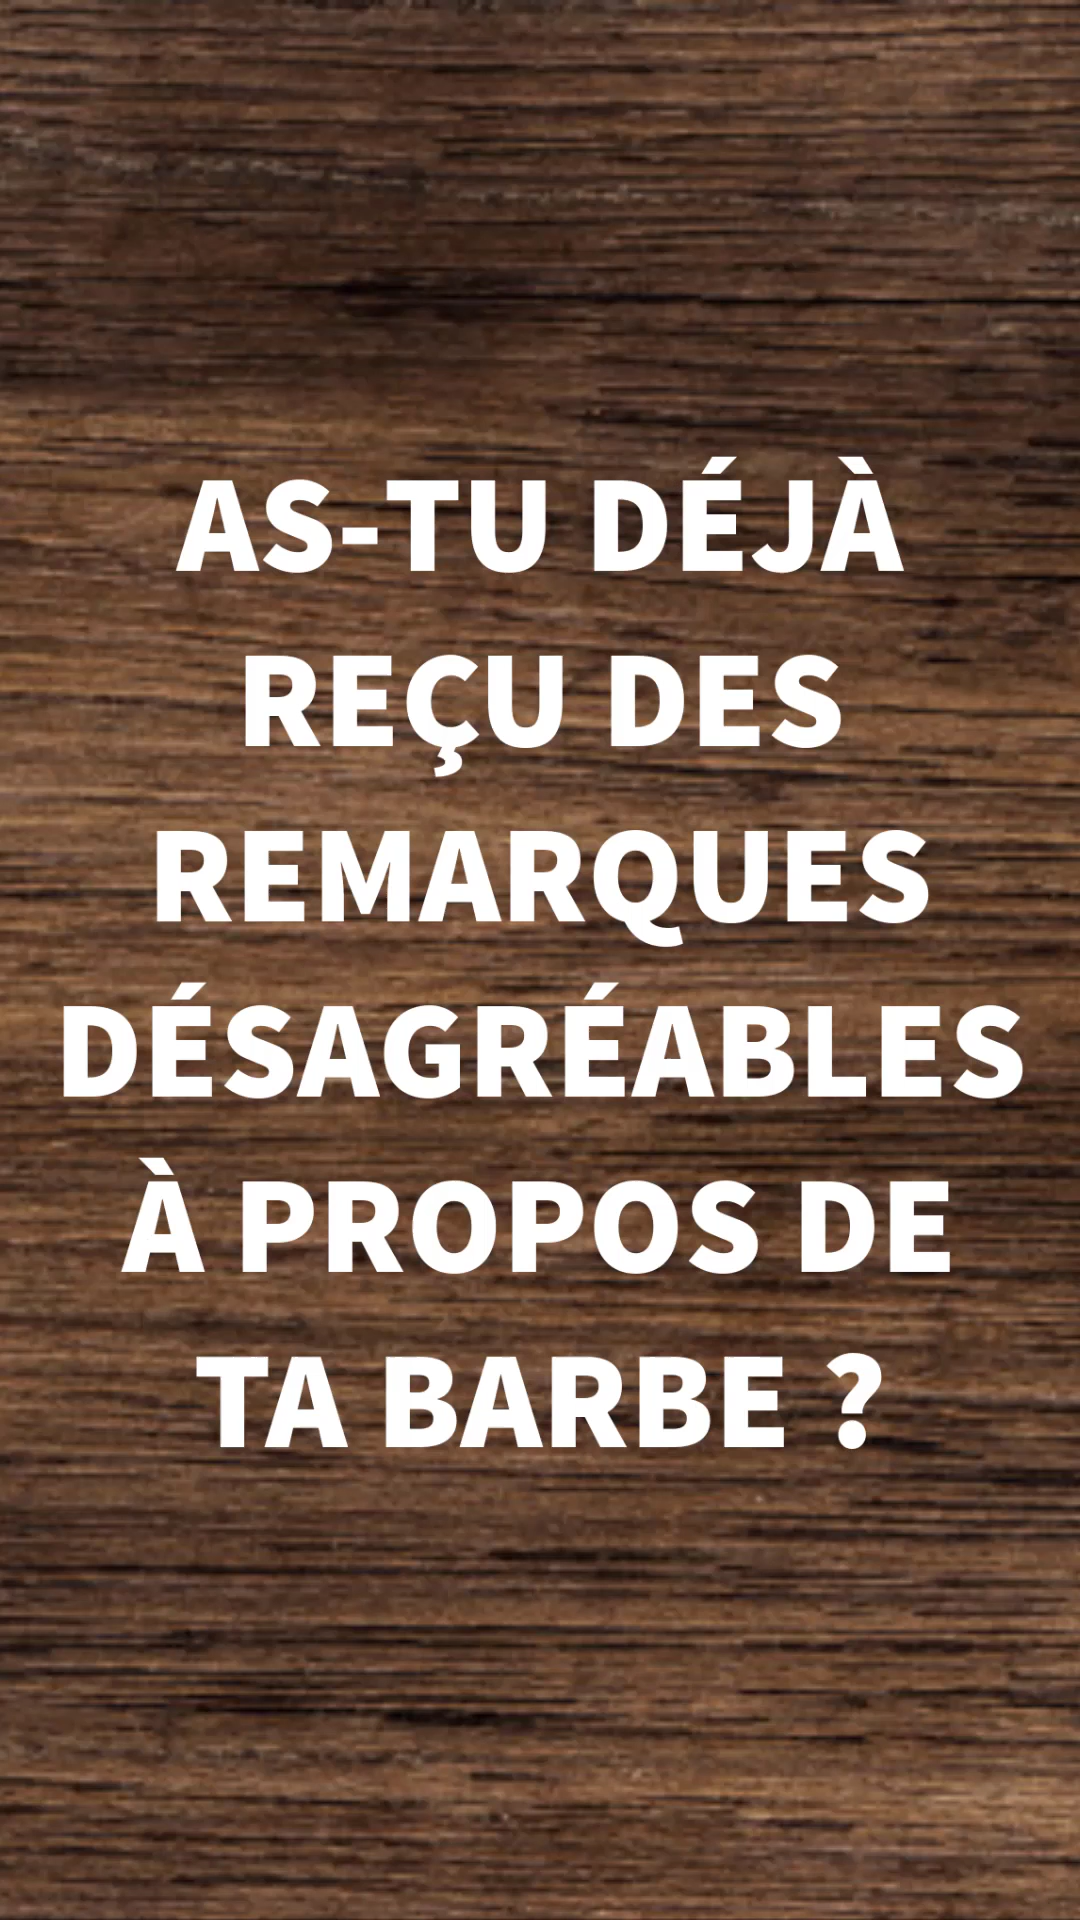 AS-TU DÉJÀ
REÇU DES
REMARQUES
DÉSAGRÉABLES
À PROPOS DE
TA BARBE ?